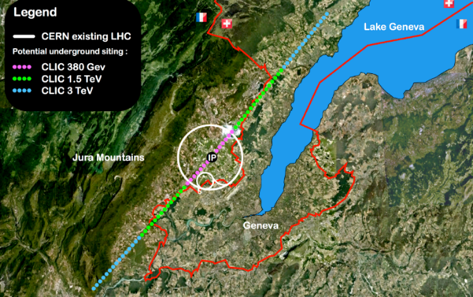 Legend
CERN existing LHC
Potential underground siting :
CLIC 380 Gev
CLIC 1.5 TeV
CLIC 3 TeV
Lake Geneva
Jura Mountains
IP
Geneva